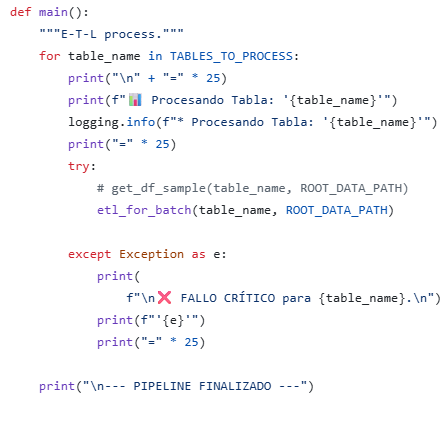 def main():
    """E-T-L process."""
    for table_name in TABLES_TO_PROCESS:
        print("\n" + "=" * 25)
        print(f"📊 Procesando Tabla: '{table_name}'")
        logging.info(f"* Procesando Tabla: '{table_name}'")
        print("=" * 25)
        try:
            # get_df_sample(table_name, ROOT_DATA_PATH)
            etl_for_batch(table_name, ROOT_DATA_PATH)

        except Exception as e:
            print(
                f"\n❌ FALLO CRÍTICO para {table_name}.\n")
            print(f"'{e}'")
            print("=" * 25)

    print("\n--- PIPELINE FINALIZADO ---")